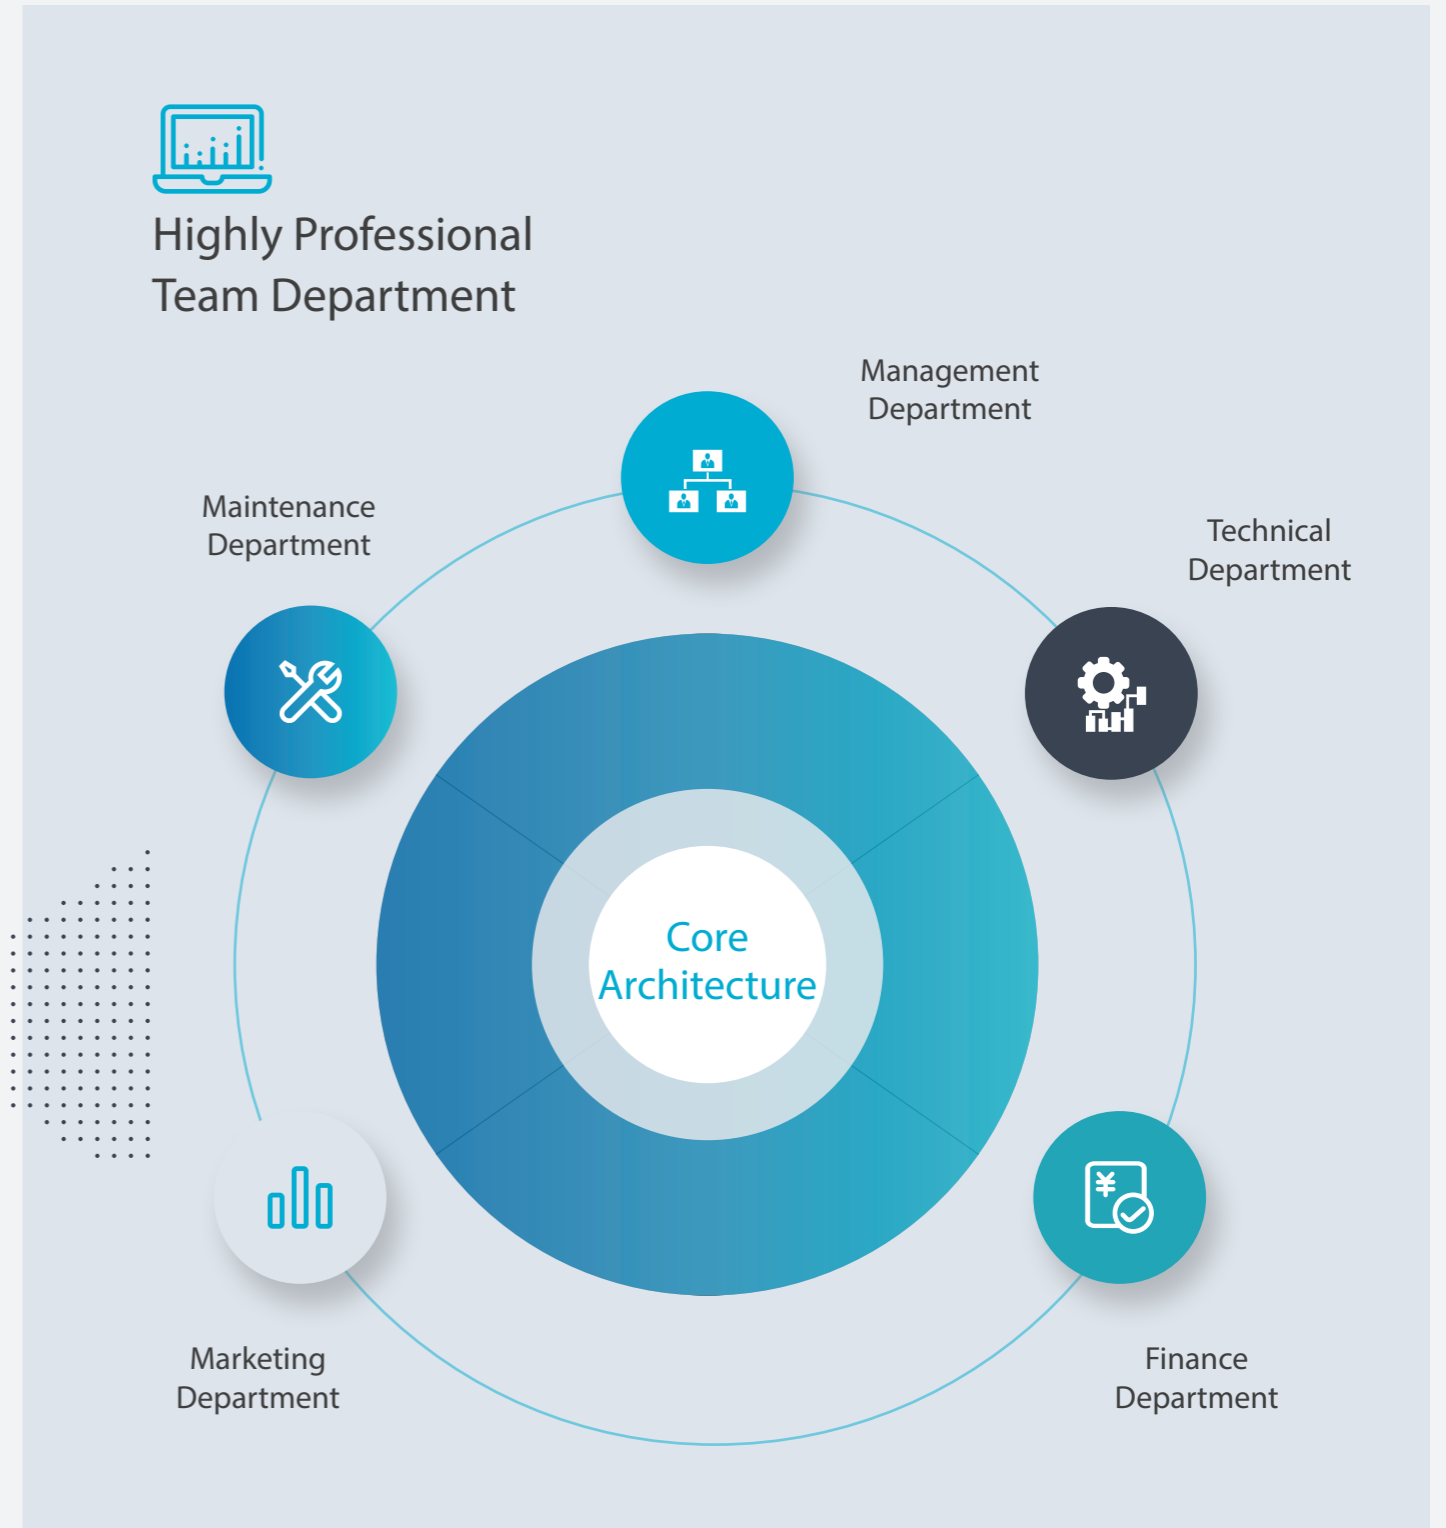 Highly Professional
Team Department
Management
Department
Maintenance
Department
Technical
Department
Core
Architecture
Marketing
Department
Finance
Department
¥